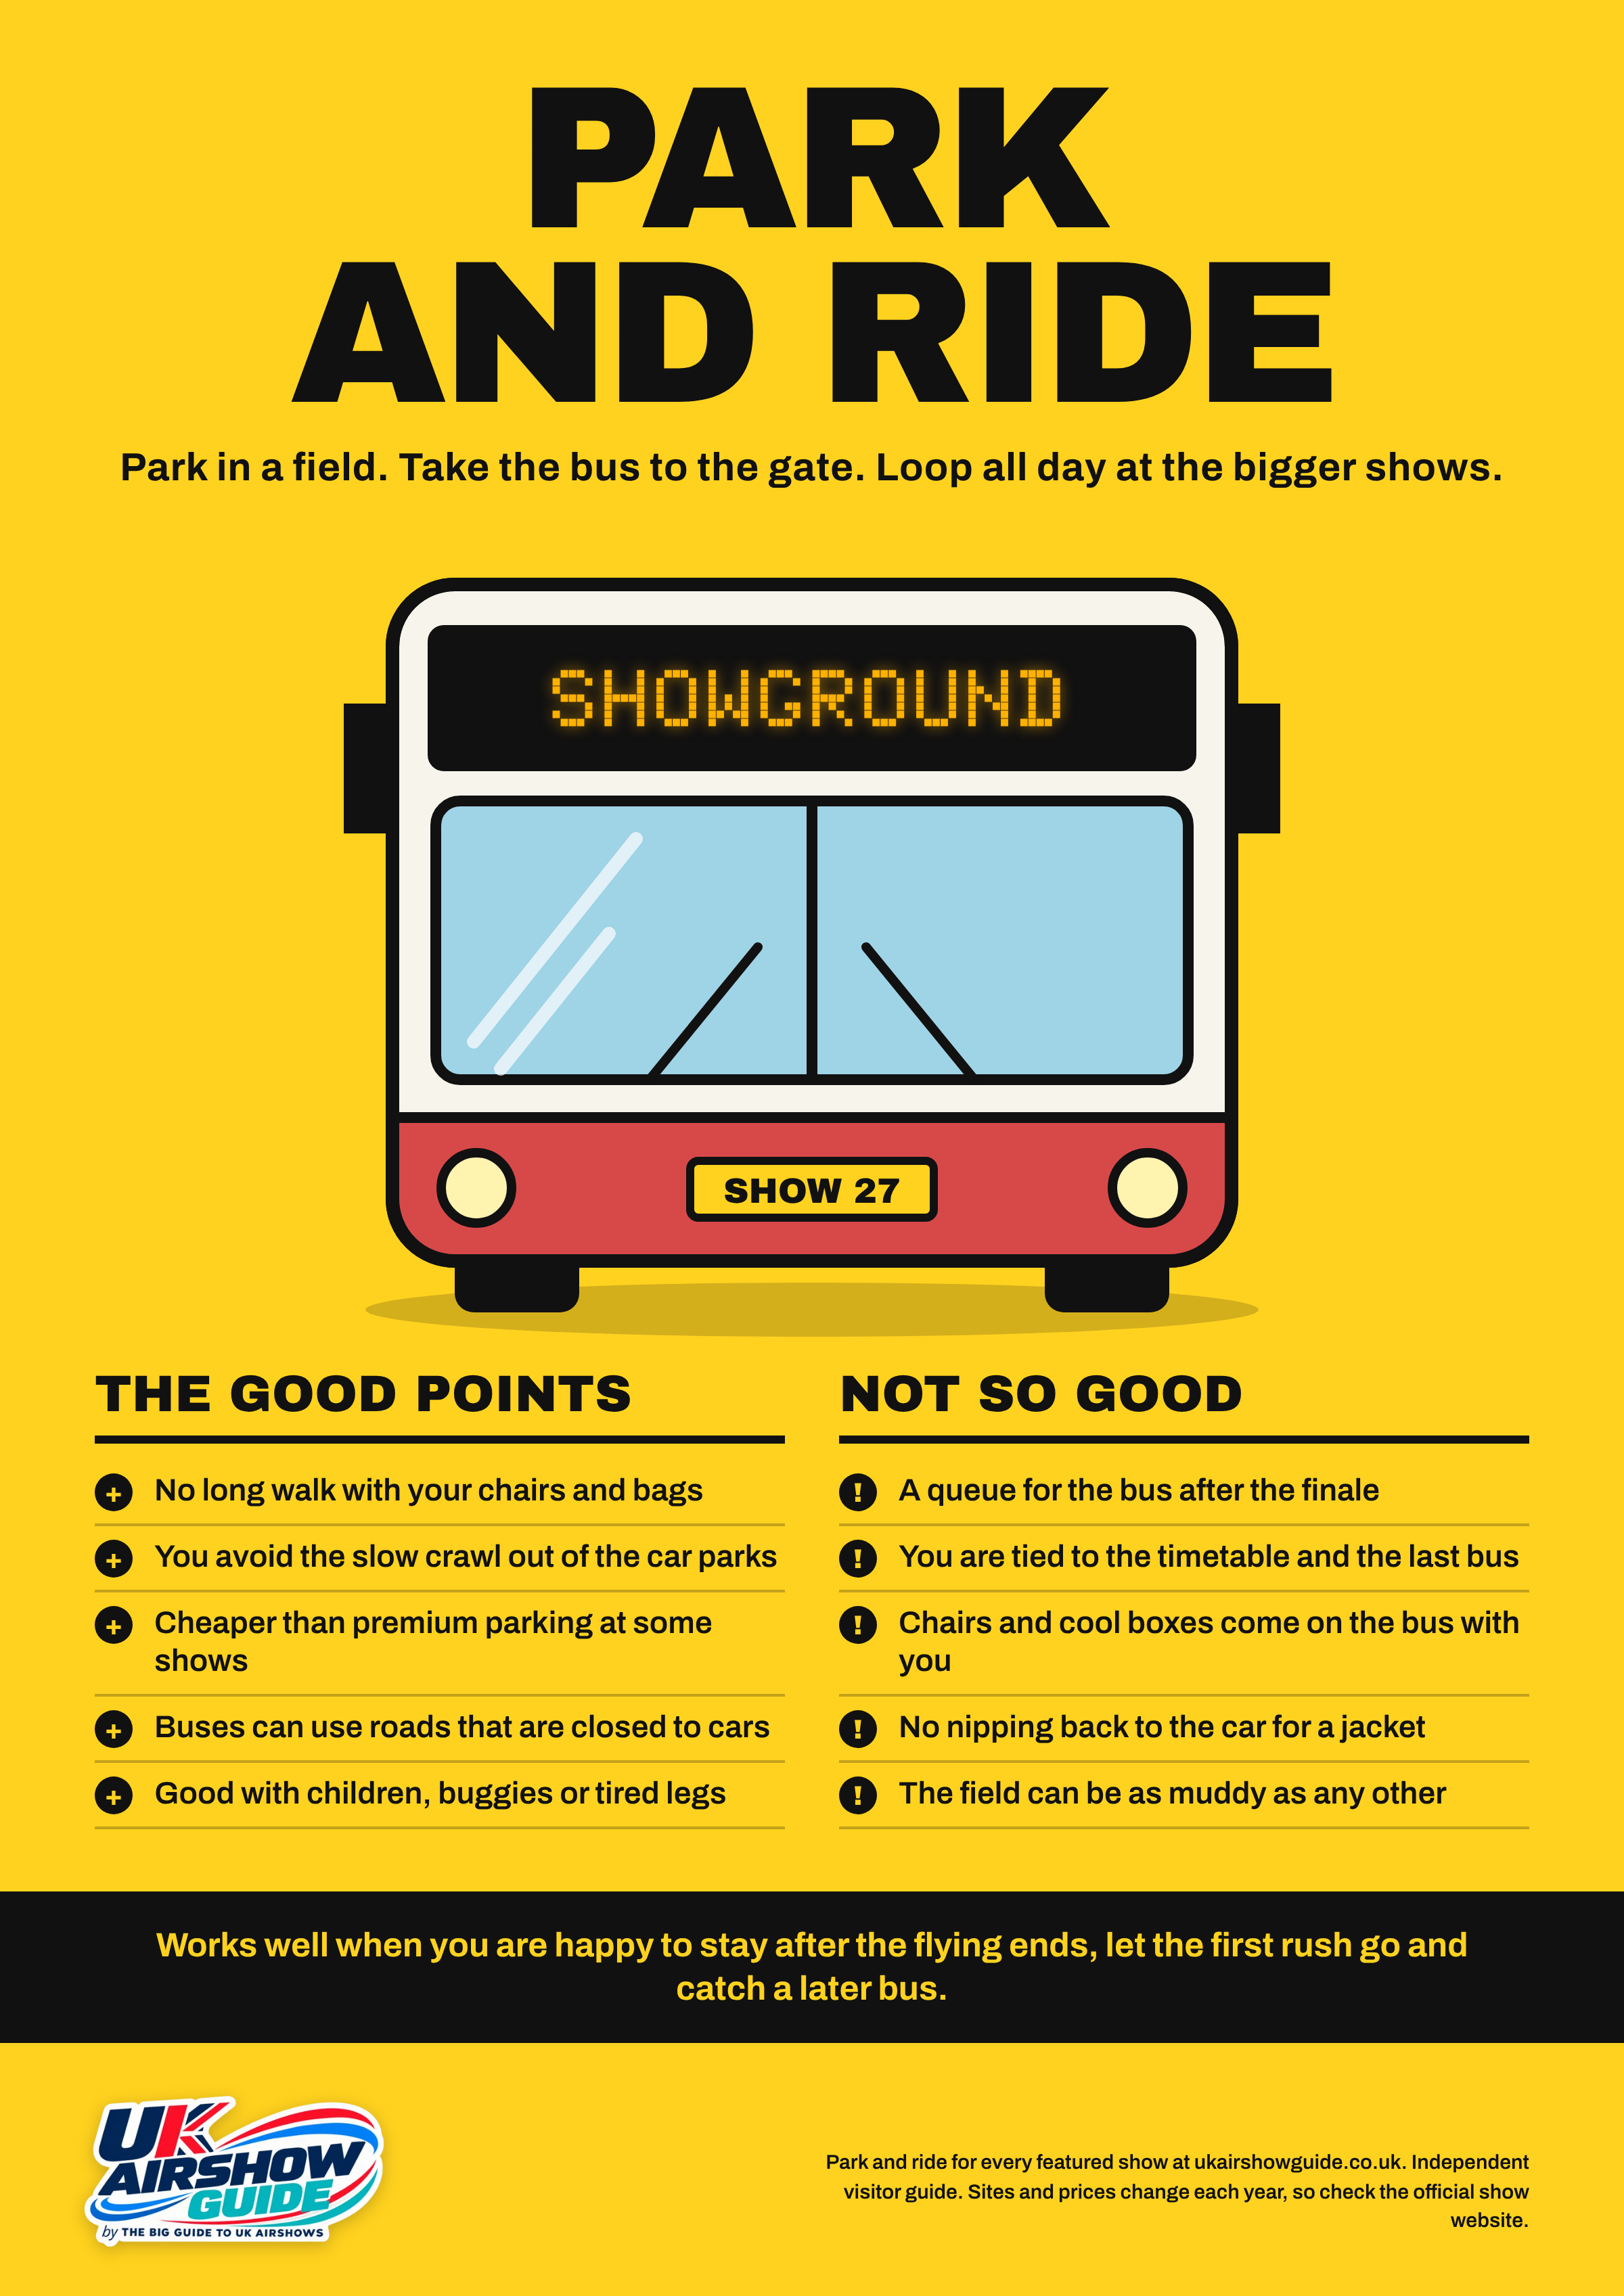 PARK
AND RIDE
Park in a field. Take the bus to the gate. Loop all day at the bigger shows.
SHOWGROUND
SHOW 27
THE GOOD POINTS
+ No long walk with your chairs and bags
+ You avoid the slow crawl out of the car parks
+ Cheaper than premium parking at some
shows
+ Buses can use roads that are closed to cars
+ Good with children, buggies or tired legs
NOT SO GOOD
! A queue for the bus after the finale
! You are tied to the timetable and the last bus
! Chairs and cool boxes come on the bus with
you
! No nipping back to the car for a jacket
! The field can be as muddy as any other
Works well when you are happy to stay after the flying ends, let the first rush go and
catch a later bus.
UK
AIRSHOW
GUIDE
by THE BIG GUIDE TO UK AIRSHOWS
Park and ride for every featured show at ukairshowguide.co.uk. Independent
visitor guide. Sites and prices change each year, so check the official show
website.